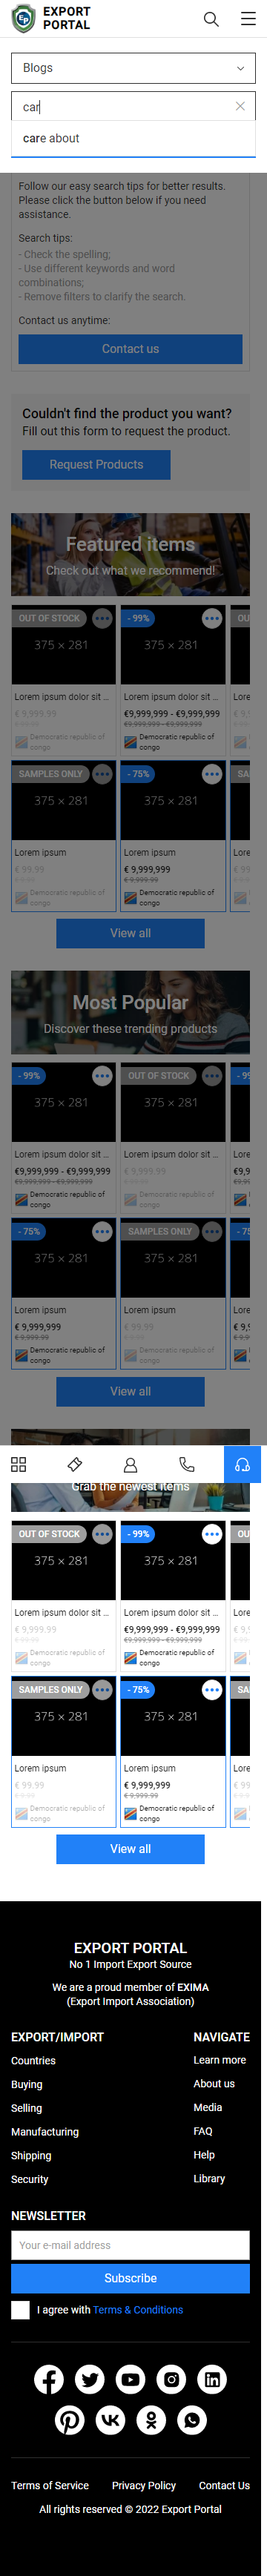 EXPORT
PORTAL
Blogs
car
care about
Follow our easy search tips for better results.
Please click the button below if you need
assistance.
Search tips:
- Check the spelling;
- Use different keywords and word
combinations;
- Remove filters to clarify the search.
Contact us anytime:
Contact us
Couldn't find the product you want?
Fill out this form to request the product.
Request Products
Featured items
Check out what we recommend!
OUT OF STOCK
- 99%
OUT OF
375 × 281
375 × 281
Lorem ipsum dolor sit ...
Lorem ipsum dolor sit ...
Lorem
€ 9,999.99
€9,999,999 - €9,999,999
€9,999,999 - €9,999,999
Democratic republic of
congo
Democratic republic of
congo
SAMPLES ONLY
- 75%
SAM
375 × 281
375 × 281
Lorem ipsum
Lorem ipsum
Lorem
€ 99.99
€ 9,999,999
€ 9,999.99
Democratic republic of
congo
Democratic republic of
congo
View all
Most Popular
Discover these trending products
- 99%
OUT OF STOCK
- 99
375 × 281
375 × 281
Lorem ipsum dolor sit ...
Lorem ipsum dolor sit ...
Lorem
€9,999,999 - €9,999,999
€9,999,999 - €9,999,999
€ 9,999.99
Democratic republic of
congo
Democratic republic of
congo
- 75%
SAMPLES ONLY
- 75
375 × 281
375 × 281
Lorem ipsum
Lorem ipsum
Lorem
€ 9,999,999
€ 9,999.99
€ 99.99
Democratic republic of
congo
Democratic republic of
congo
View all
Grab the newest items
OUT OF STOCK
- 99%
OUT OF
375 × 281
375 × 281
Lorem ipsum dolor sit ...
Lorem ipsum dolor sit ...
Lorem
€ 9,999.99
€9,999,999 - €9,999,999
€9,999,999 - €9,999,999
Democratic republic of
congo
Democratic republic of
congo
SAMPLES ONLY
- 75%
SAM
375 × 281
375 × 281
Lorem ipsum
Lorem ipsum
Lorem
€ 99.99
€ 9,999,999
€ 9,999.99
Democratic republic of
congo
Democratic republic of
congo
View all
EXPORT PORTAL
No 1 Import Export Source
We are a proud member of EXIMA
(Export Import Association)
EXPORT/IMPORT
Countries
Buying
Selling
Manufacturing
Shipping
Security
NAVIGATE
Learn more
About us
Media
FAQ
Help
Library
NEWSLETTER
Your e-mail address
Subscribe
I agree with Terms & Conditions
Terms of Service
Privacy Policy
Contact Us
All rights reserved © 2022 Export Portal